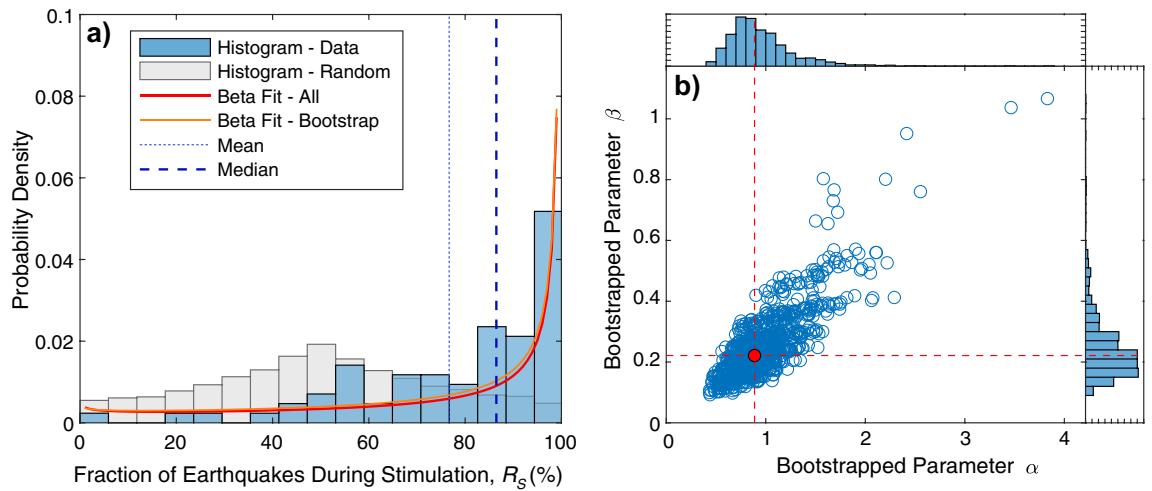 a)
Histogram - Data
Histogram - Random
Beta Fit - All
Beta Fit - Bootstrap
Mean
Median
0.1
0.08
0.06
0.04
0.02
0
Probability Density
0
20
40
60
80
100
Fraction of Earthquakes During Stimulation, R_S(%)
b)
1
0.8
0.6
0.4
0.2
0
Bootstrapped Parameter β
0
1
2
3
4
Bootstrapped Parameter α